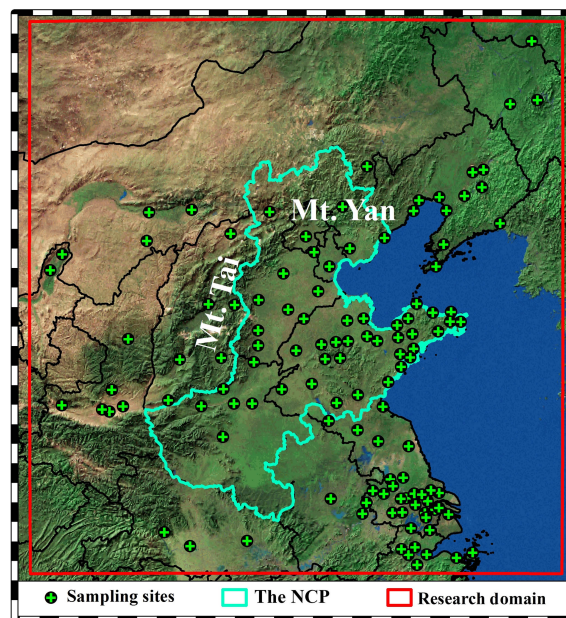 Mt. Yan
Mt. Tai
Sampling sites
The NCP
Research domain